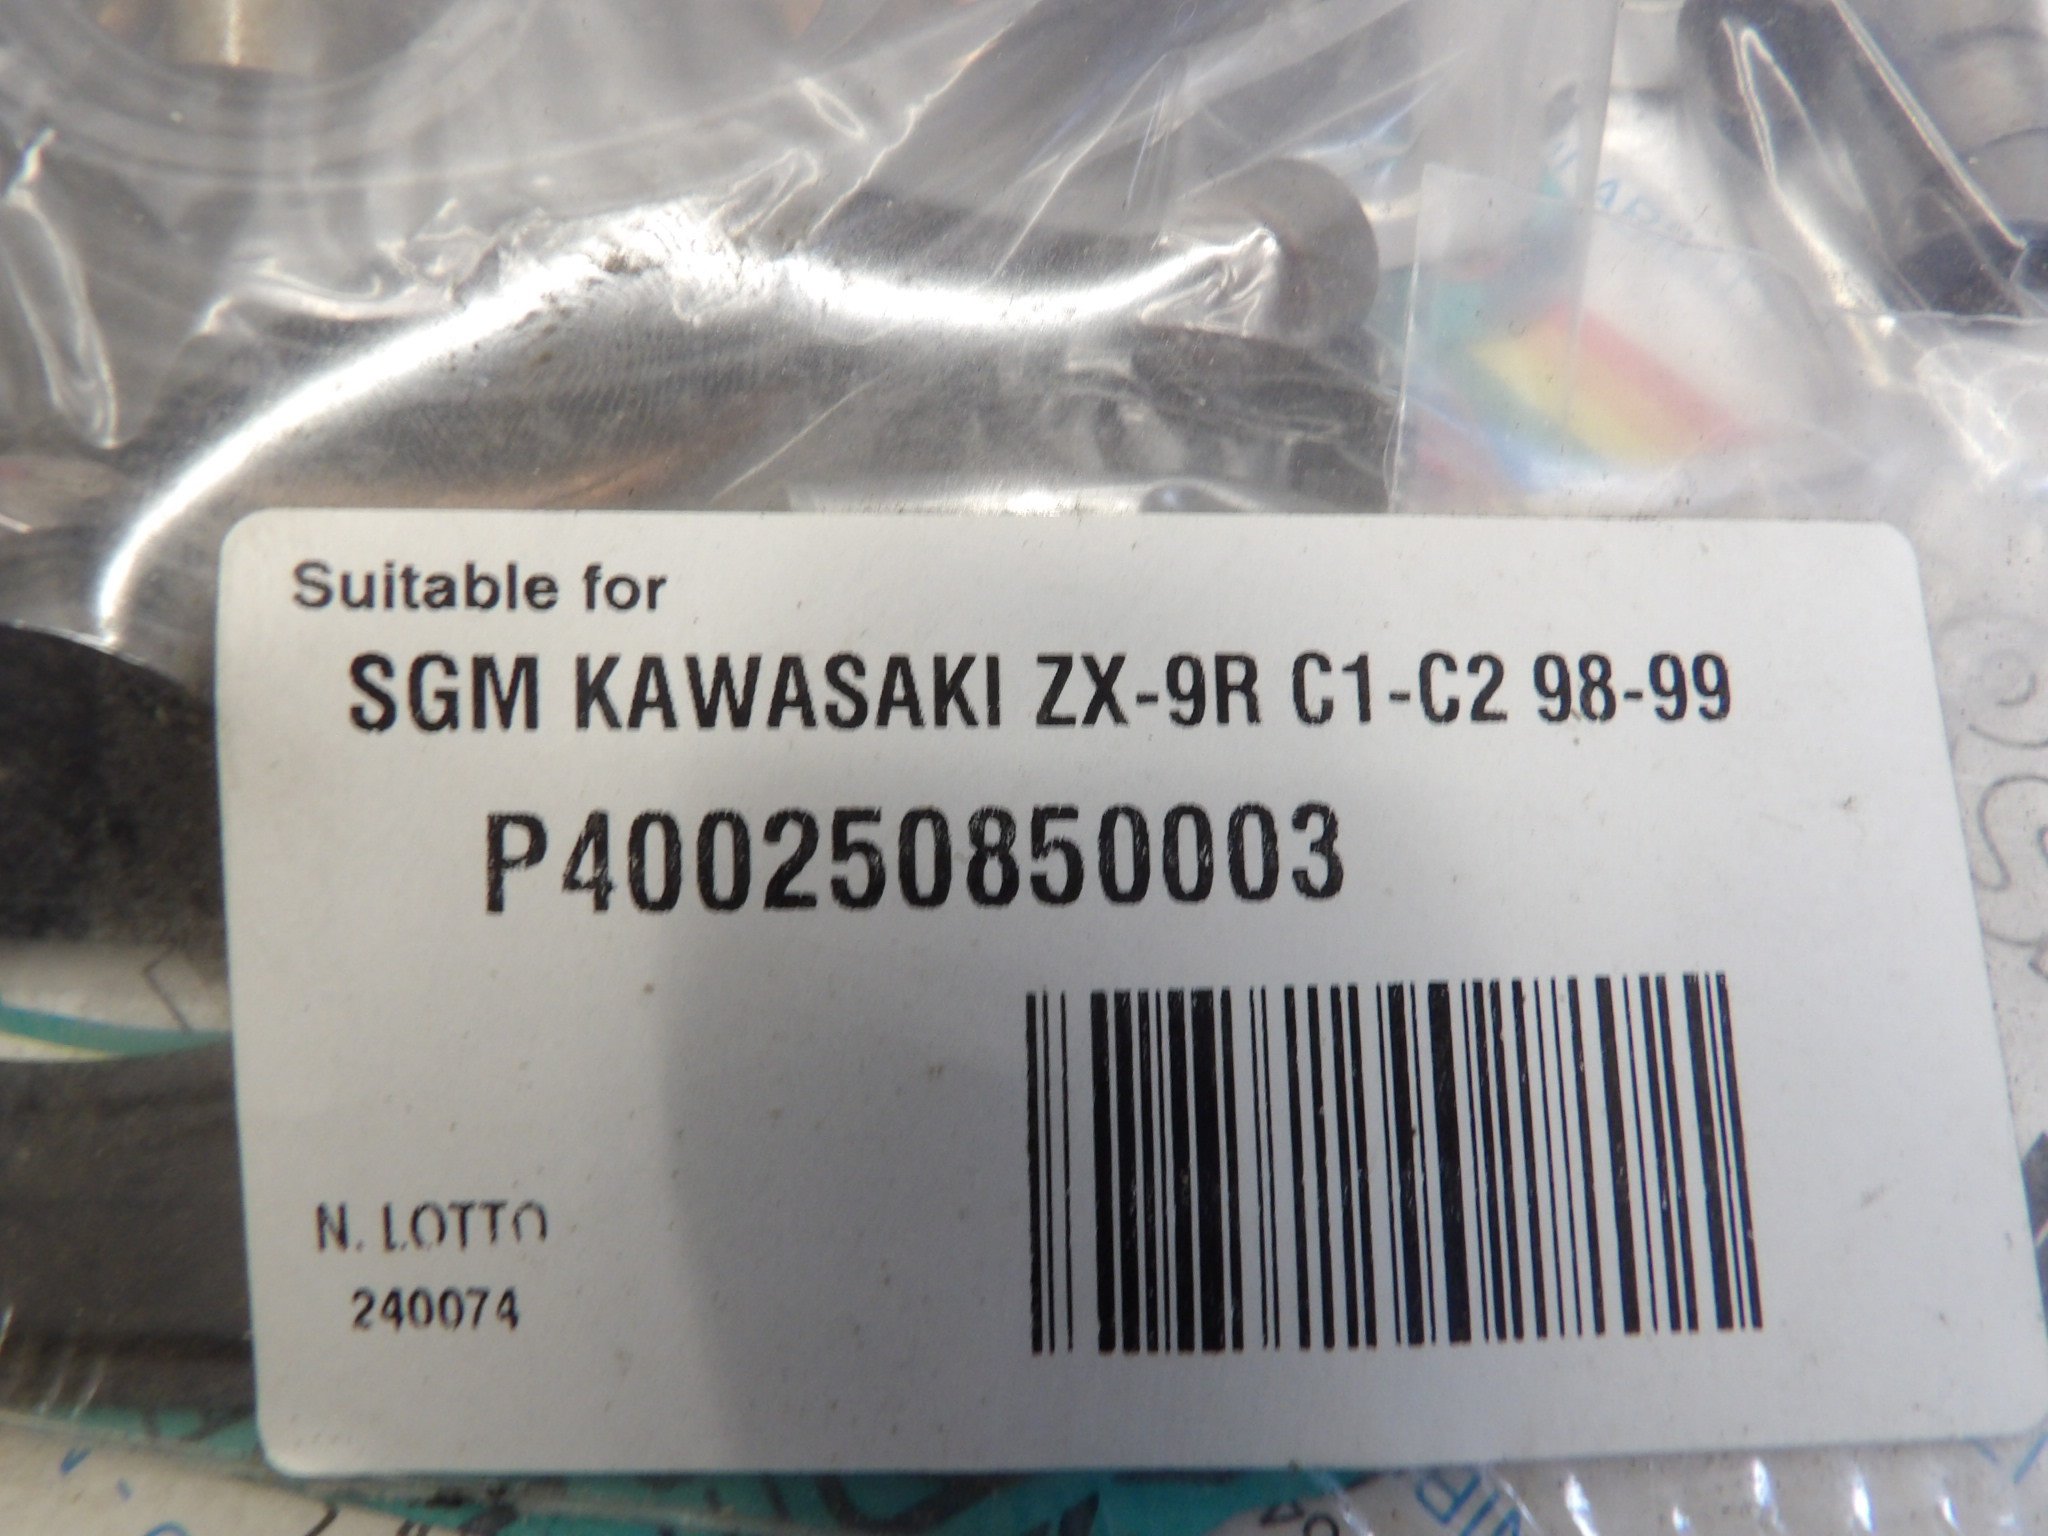 Suitable for
SGM KAWASAKI ZX-9R C1-C2 98-99
P400250850003
N. LOTTO
240074